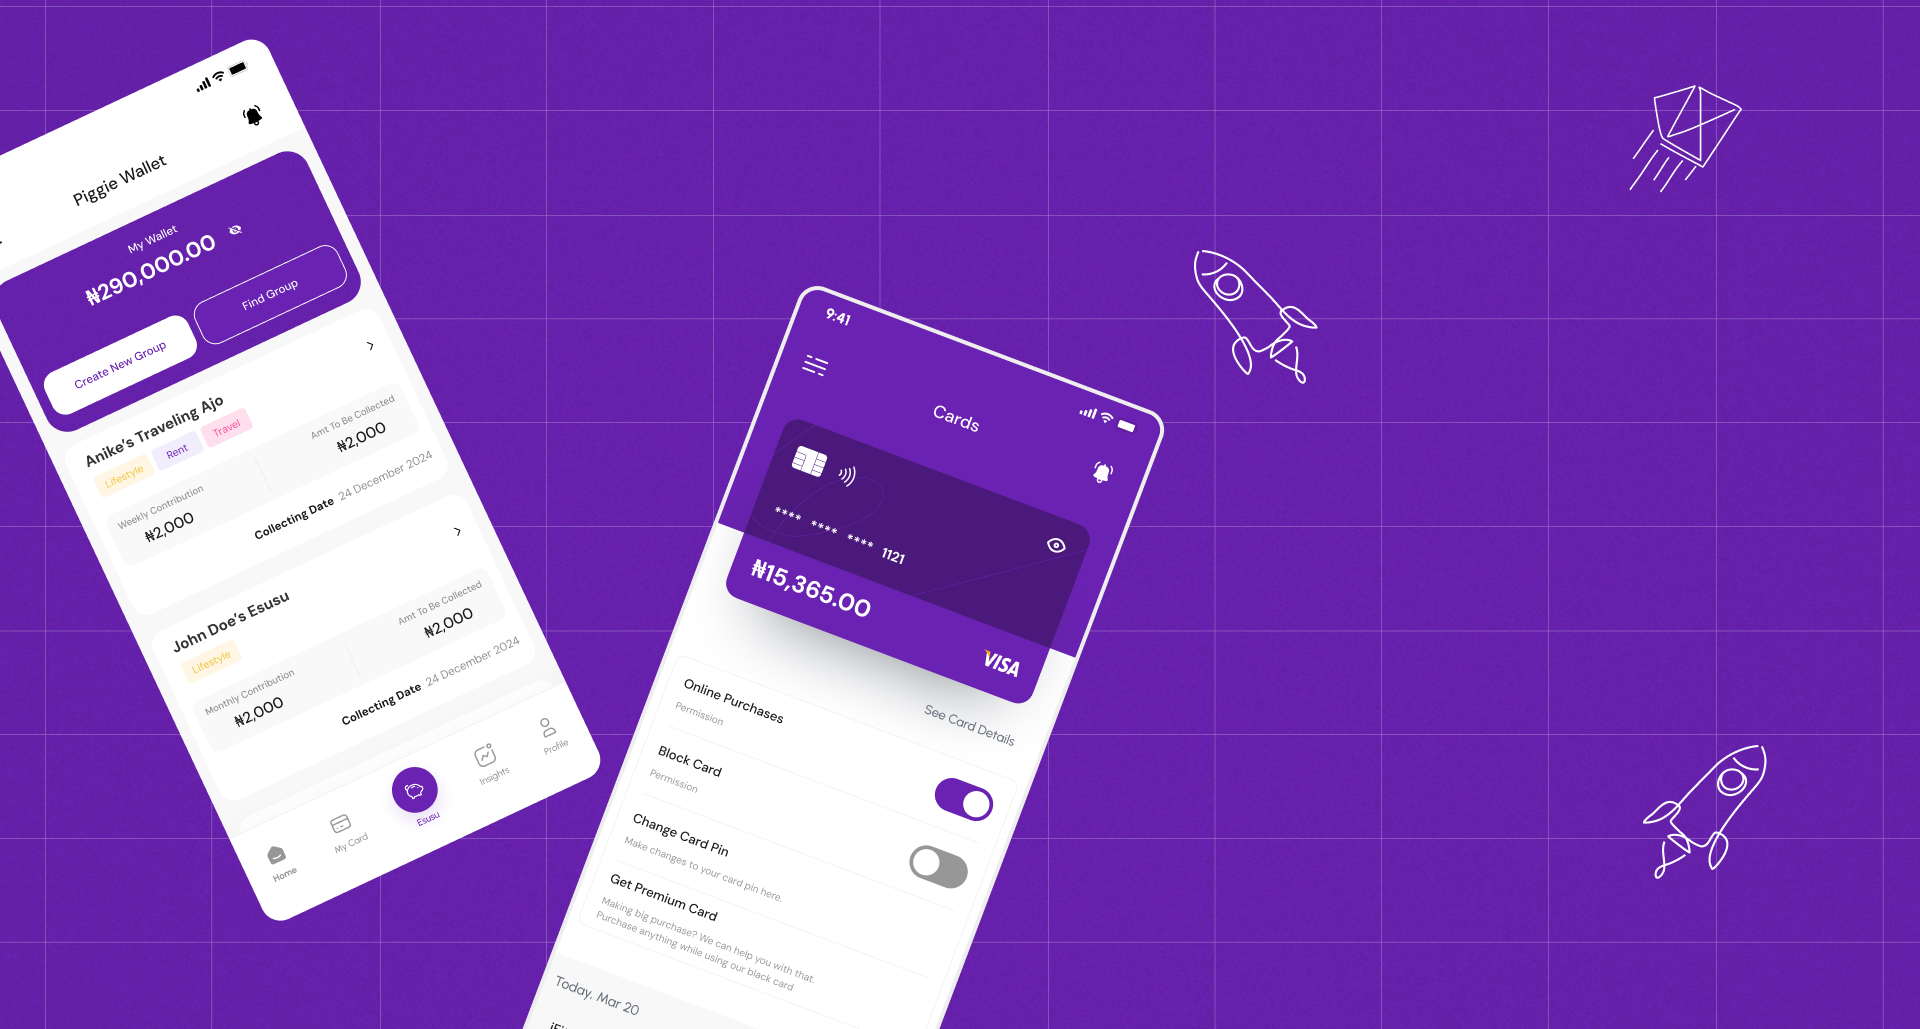 Piggie Wallet
My Wallet
₦290,000.00
Create New Group
Find Group
Anike's Traveling Ajo
Lifestyle
Rent
Travel
Weekly Contribution
₦2,000
Amt To Be Collected
₦2,000
Collecting Date 24 December 2024
John Doe's Esusu
Lifestyle
Monthly Contribution
₦2,000
Amt To Be Collected
₦2,000
Collecting Date 24 December 2024
Home
My Card
Esusu
Insights
Profile
9:41
Cards
**** **** **** 1121
₦15,365.00
VISA
See Card Details
Online Purchases
Permission
Block Card
Permission
Change Card Pin
Make changes to your card pin here.
Get Premium Card
Making big purchase? We can help you with that.
Purchase anything while using our black card
Today, Mar 20